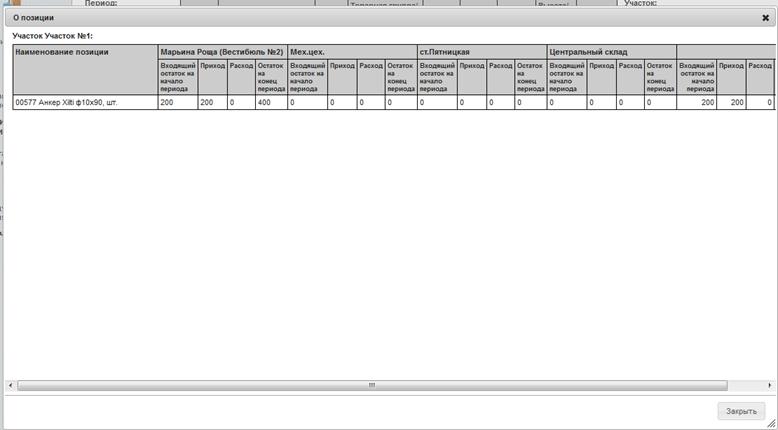 Период:
Участок:
О позиции
Участок Участок №1:
Наименование позиции Марьина Роща (Вестибюль №2) Мех.цех. ст.Пятницкая Центральный склад
Входящий Приход Расход Остаток Входящий Приход Расход Остаток Входящий Приход Расход Остаток Входящий Приход Расход Остаток Входящий Приход Расход
остаток на на остаток на на остаток на на остаток на на остаток на
начало конец начало конец начало конец начало конец начало
периода периода периода периода периода периода периода периода периода
00577 Анкер Xilti ф10х90, шт. 200 200 0 400 0 0 0 0 0 0 0 0 0 0 0 0 200 200 0
Закрыть